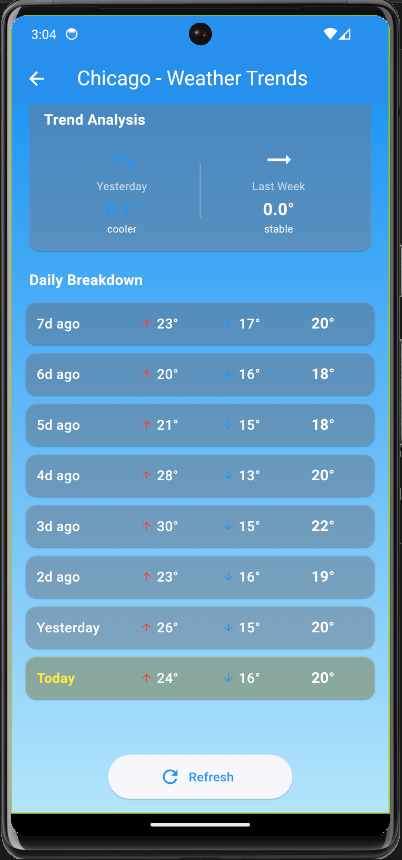 3:04
Chicago - Weather Trends
Trend Analysis
Yesterday
0.1°
cooler
Last Week
0.0°
stable
Daily Breakdown
7d ago 23° 17° 20°
6d ago 20° 16° 18°
5d ago 21° 15° 18°
4d ago 28° 13° 20°
3d ago 30° 15° 22°
2d ago 23° 16° 19°
Yesterday 26° 15° 20°
Today 24° 16° 20°
Refresh